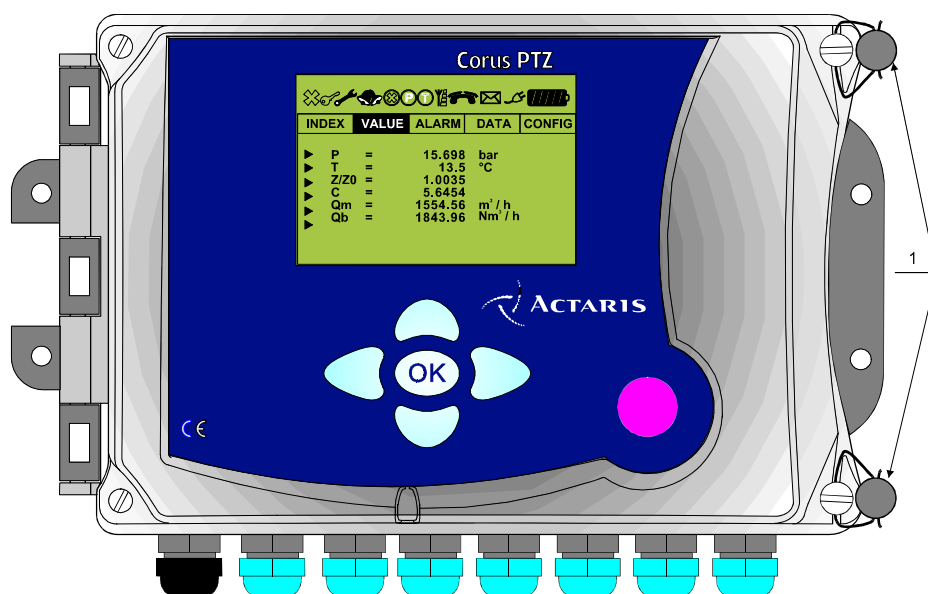 Corus PTZ
P T
INDEX VALUE ALARM DATA CONFIG
P = 15.698 bar
T = 13.5 °C
Z/Z0 = 1.0035
C = 5.6454
Qm = 1554.56 m³ / h
Qb = 1843.96 Nm³ / h
1
ACTARIS
OK
CE